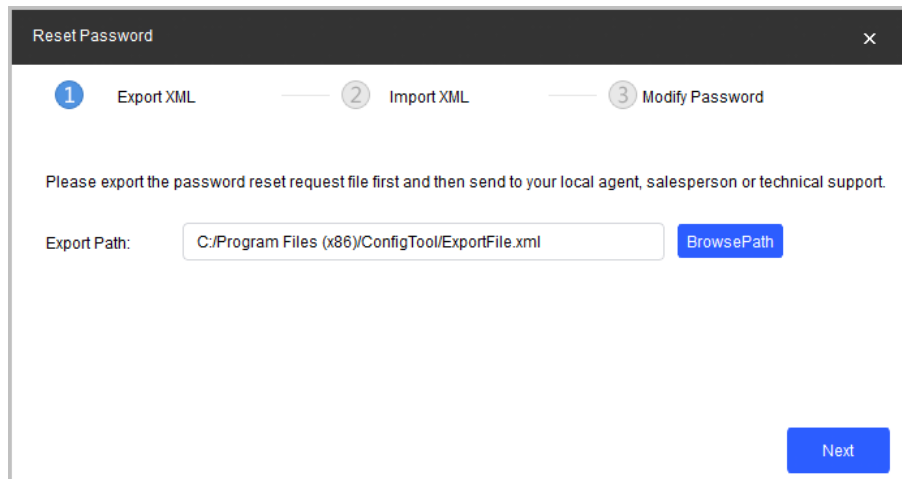 Reset Password
1 Export XML 2 Import XML 3 Modify Password
Please export the password reset request file first and then send to your local agent, salesperson or technical support.
Export Path: C:/Program Files (x86)/ConfigTool/ExportFile.xml BrowsePath
Next